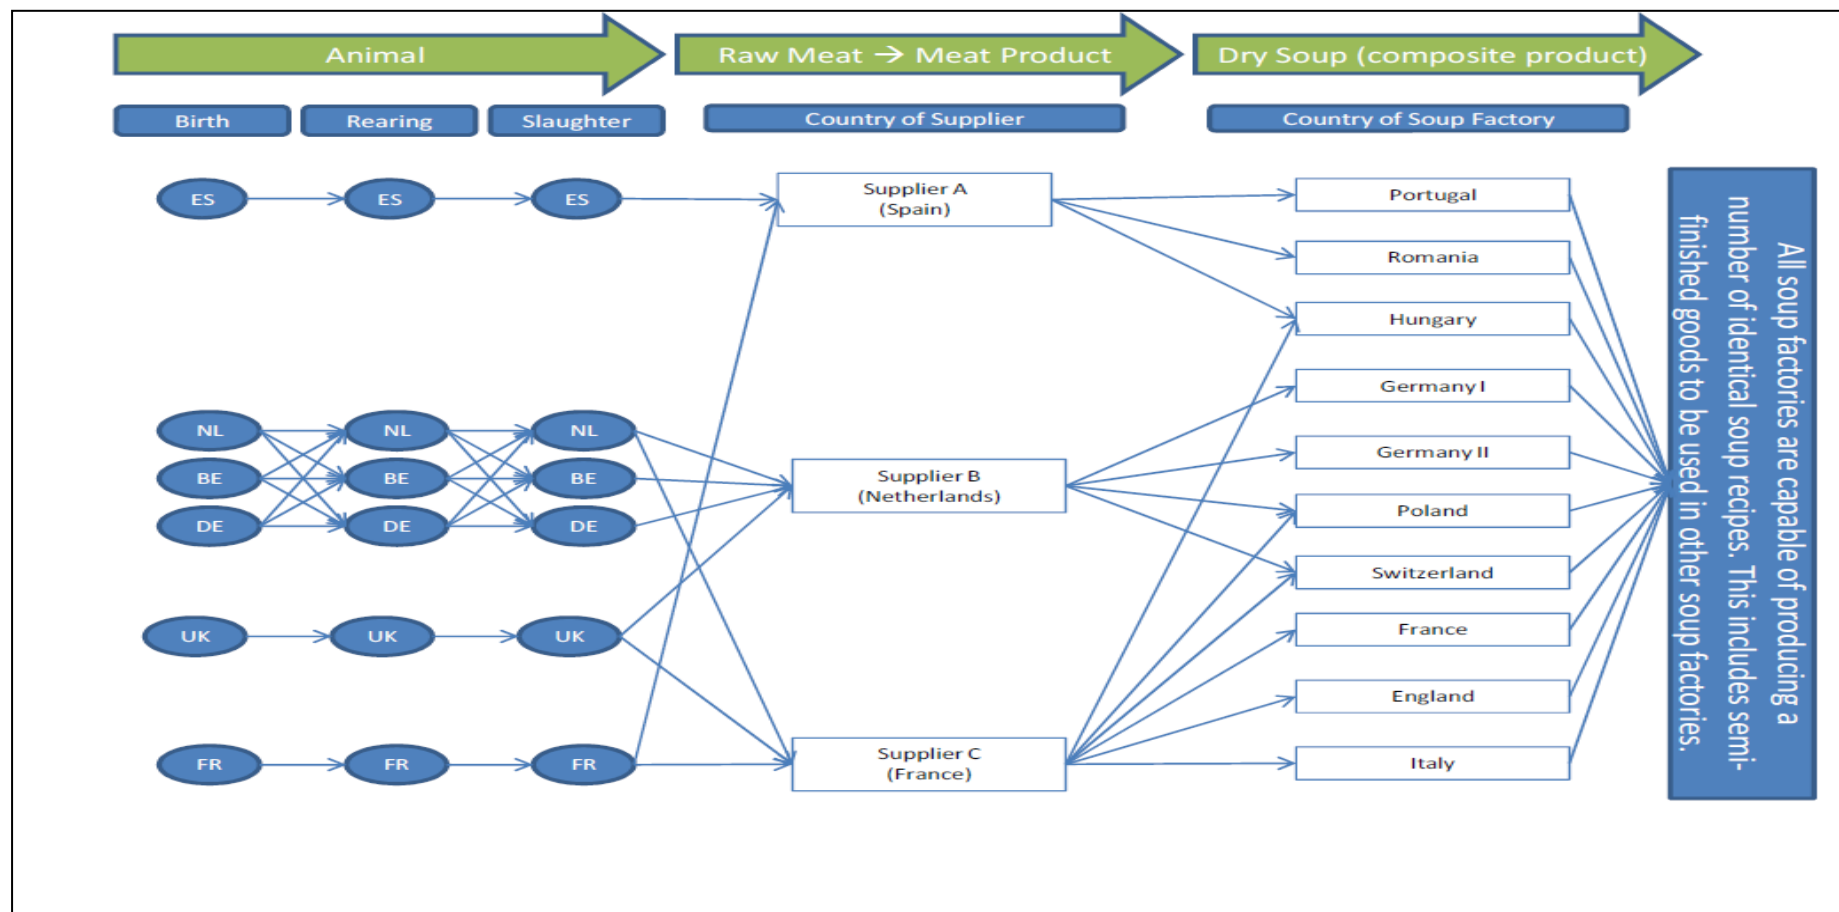 Animal
Raw Meat → Meat Product
Dry Soup (composite product)
Birth
Rearing
Slaughter
Country of Supplier
Country of Soup Factory
ES
ES
ES
Supplier A
(Spain)
Portugal
Romania
Hungary
NL
NL
NL
BE
BE
BE
DE
DE
DE
Supplier B
(Netherlands)
Germany I
Germany II
Poland
Switzerland
UK
UK
UK
France
England
FR
FR
FR
Supplier C
(France)
Italy
All soup factories are capable of producing a
number of identical soup recipes. This includes semi-
finished goods to be used in other soup factories.